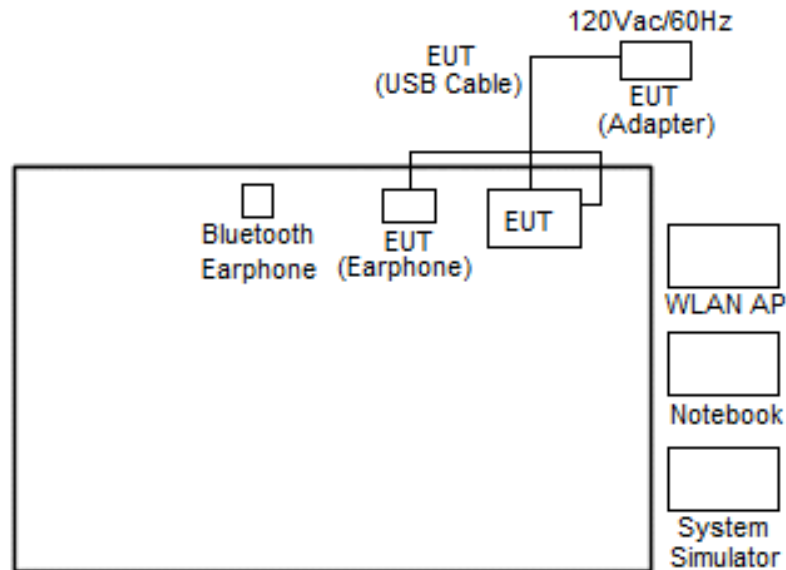 120Vac/60Hz
EUT
(USB Cable)
EUT
(Adapter)
Bluetooth
Earphone
EUT
(Earphone)
EUT
WLAN AP
Notebook
System
Simulator